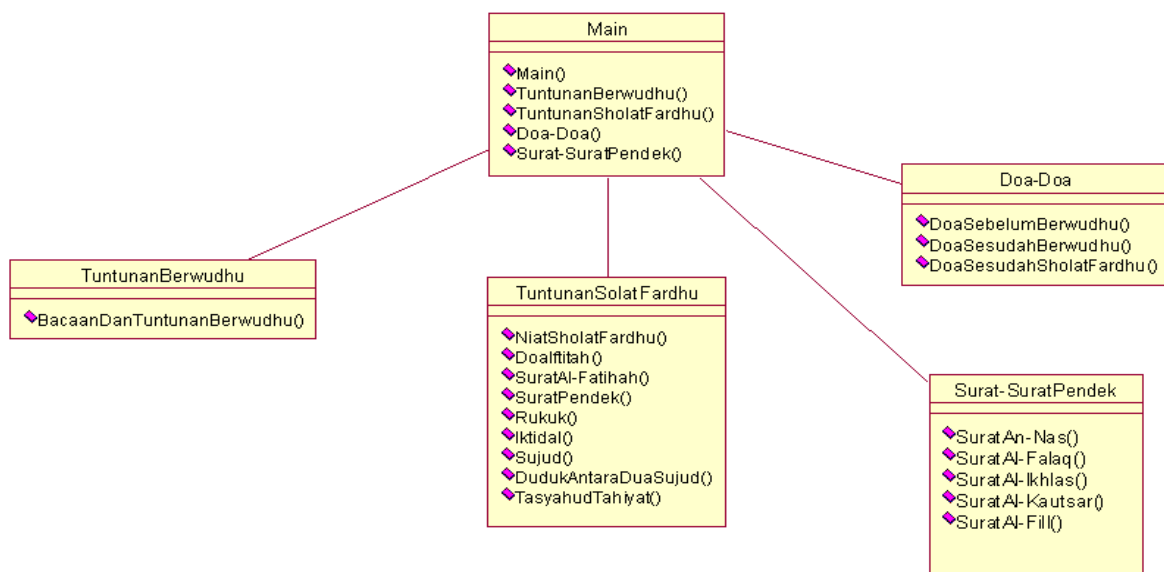 Main
Main()
TuntunanBerwudhu()
TuntunanSholatFardhu()
Doa-Doa()
Surat-SuratPendek()
Doa-Doa
DoaSebelumBerwudhu()
DoaSesudahBerwudhu()
DoaSesudahSholatFardhu()
TuntunanBerwudhu
BacaanDanTuntunanBerwudhu()
TuntunanSolatFardhu
NiatSholatFardhu()
DoaIftitah()
SuratAl-Fatihah()
SuratPendek()
Rukuk()
Iktidal()
Sujud()
DudukAntaraDuaSujud()
TasyahudTahiyat()
Surat-SuratPendek
SuratAn-Nas()
SuratAl-Falaq()
SuratAl-Ikhlas()
SuratAl-Kautsar()
SuratAl-Fill()